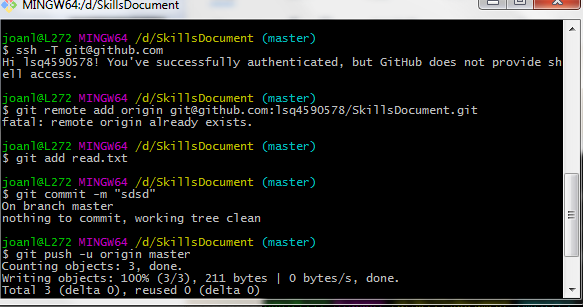 MINGW64:/d/SkillsDocument
joanl@L272 MINGW64 /d/SkillsDocument (master)
$ ssh -T git@github.com
Hi lsq4590578! You've successfully authenticated, but GitHub does not provide sh
ell access.
joanl@L272 MINGW64 /d/SkillsDocument (master)
$ git remote add origin git@github.com:lsq4590578/SkillsDocument.git
fatal: remote origin already exists.
joanl@L272 MINGW64 /d/SkillsDocument (master)
$ git add read.txt
joanl@L272 MINGW64 /d/SkillsDocument (master)
$ git commit -m "sdsd"
On branch master
nothing to commit, working tree clean
joanl@L272 MINGW64 /d/SkillsDocument (master)
$ git push -u origin master
Counting objects: 3, done.
Writing objects: 100% (3/3), 211 bytes | 0 bytes/s, done.
Total 3 (delta 0), reused 0 (delta 0)